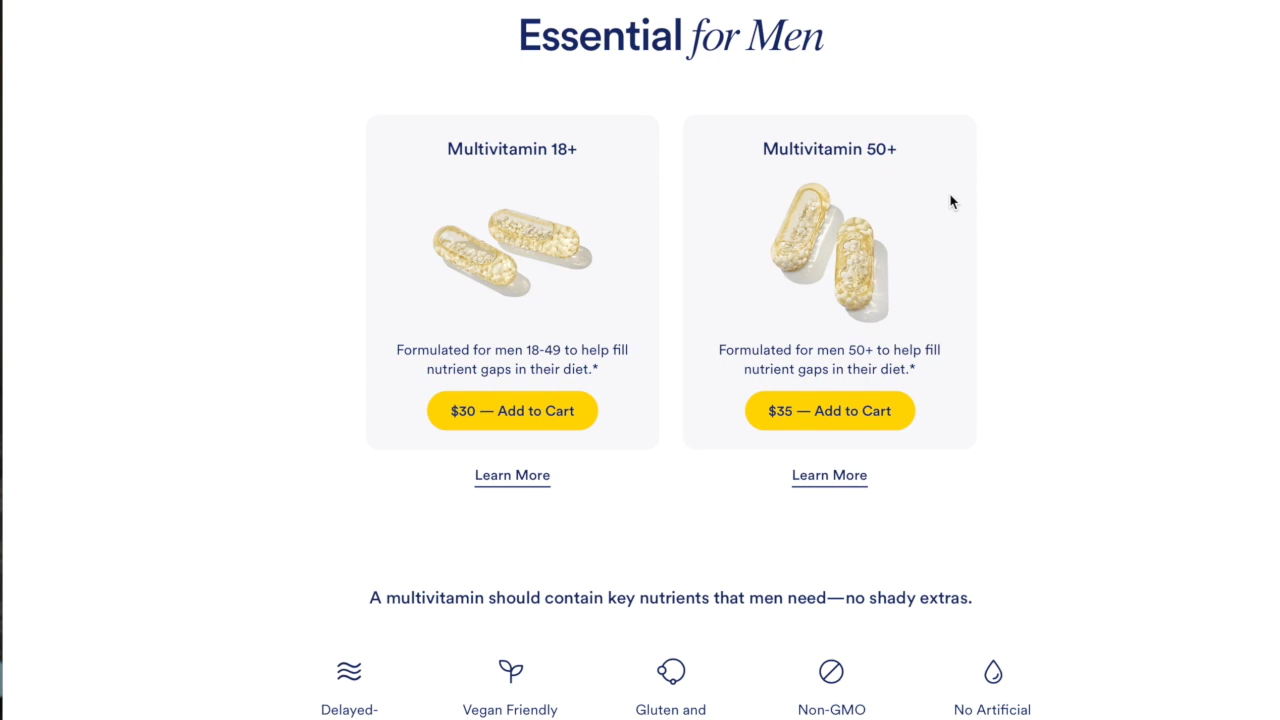 Essential for Men
Multivitamin 18+
Multivitamin 50+
Formulated for men 18-49 to help fill
nutrient gaps in their diet.*
Formulated for men 50+ to help fill
nutrient gaps in their diet.*
$30 — Add to Cart
$35 — Add to Cart
Learn More
Learn More
A multivitamin should contain key nutrients that men need—no shady extras.
Delayed-
Vegan Friendly
Gluten and
Non-GMO
No Artificial